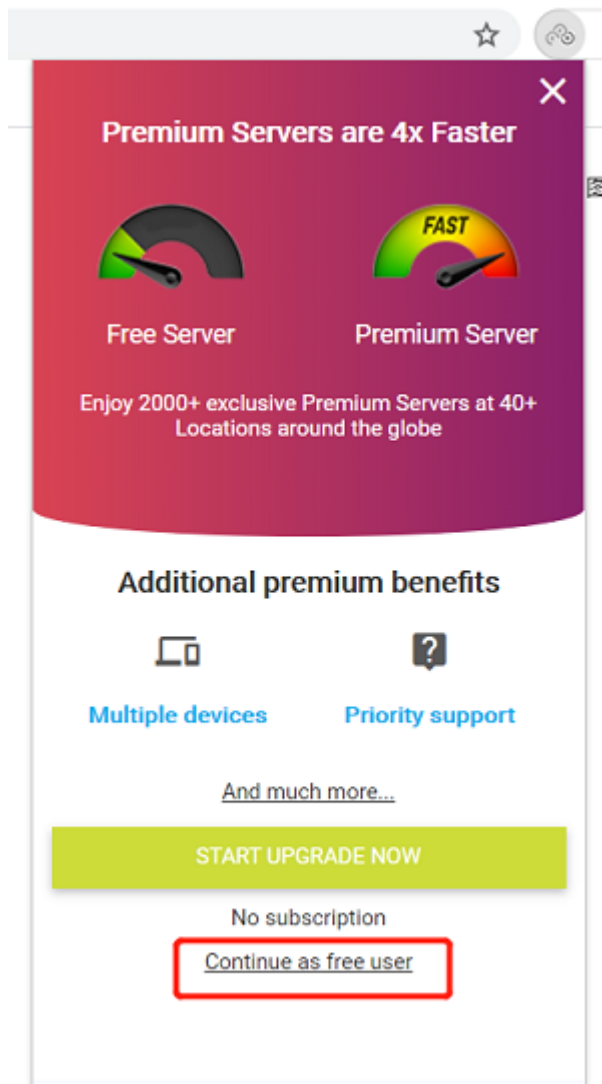 Premium Servers are 4x Faster
FAST
Free Server
Premium Server
Enjoy 2000+ exclusive Premium Servers at 40+
Locations around the globe
Additional premium benefits
Multiple devices
Priority support
And much more...
START UPGRADE NOW
No subscription
Continue as free user